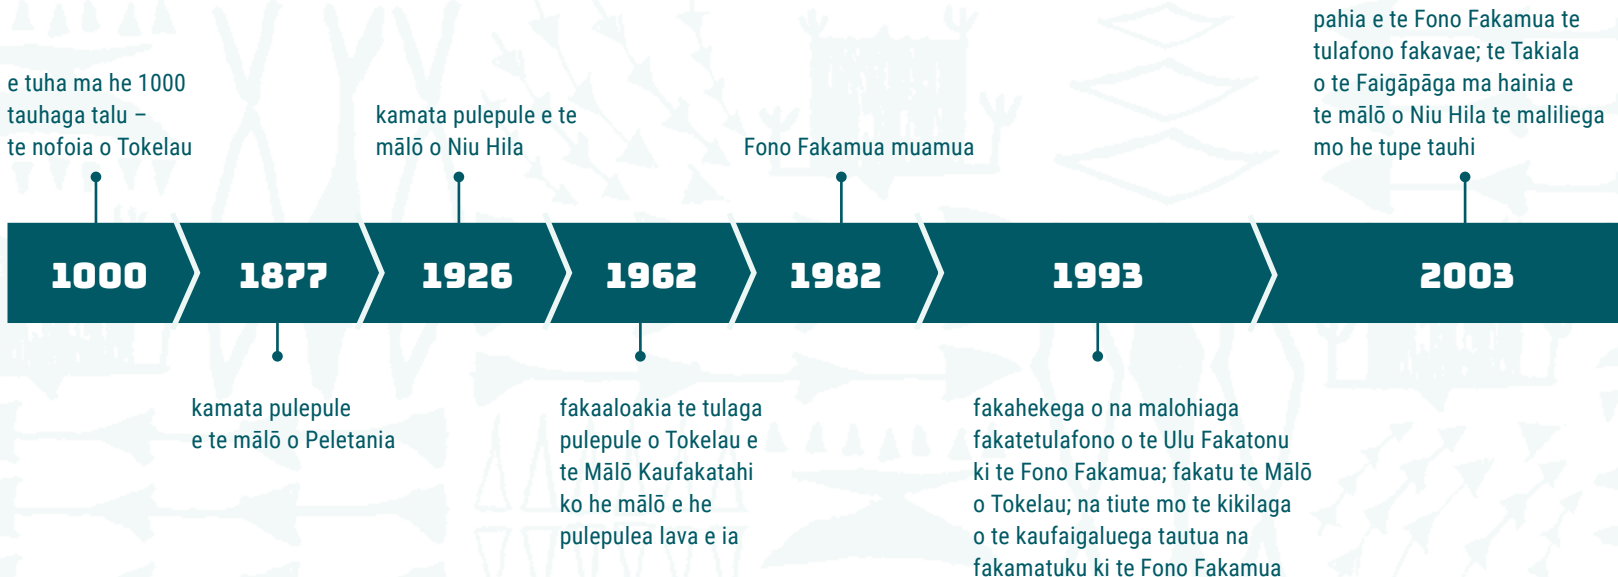 e tuha ma he 1000
tauhaga talu –
te nofoia o Tokelau
1000
1877
kamata pulepule
e te mālō o Peletania
kamata pulepule e te
mālō o Niu Hila
1926
1962
fakaaloakia te tulaga
pulepule o Tokelau e
te Mālō Kaufakatahi
ko he mālō e he
pulepulea lava e ia
Fono Fakamua muamua
1982
1993
fakahekega o na malohiaga
fakatetulafono o te Ulu Fakatonu
ki te Fono Fakamua; fakatu te Mālō
o Tokelau; na tiute mo te kikilaga
o te kaufaigaluega tautua na
fakamatuku ki te Fono Fakamua
pahia e te Fono Fakamua te
tulafono fakavae; te Takiala
o te Faigāpāga ma hainia e
te mālō o Niu Hila te maliliega
mo he tupe tauhi
2003